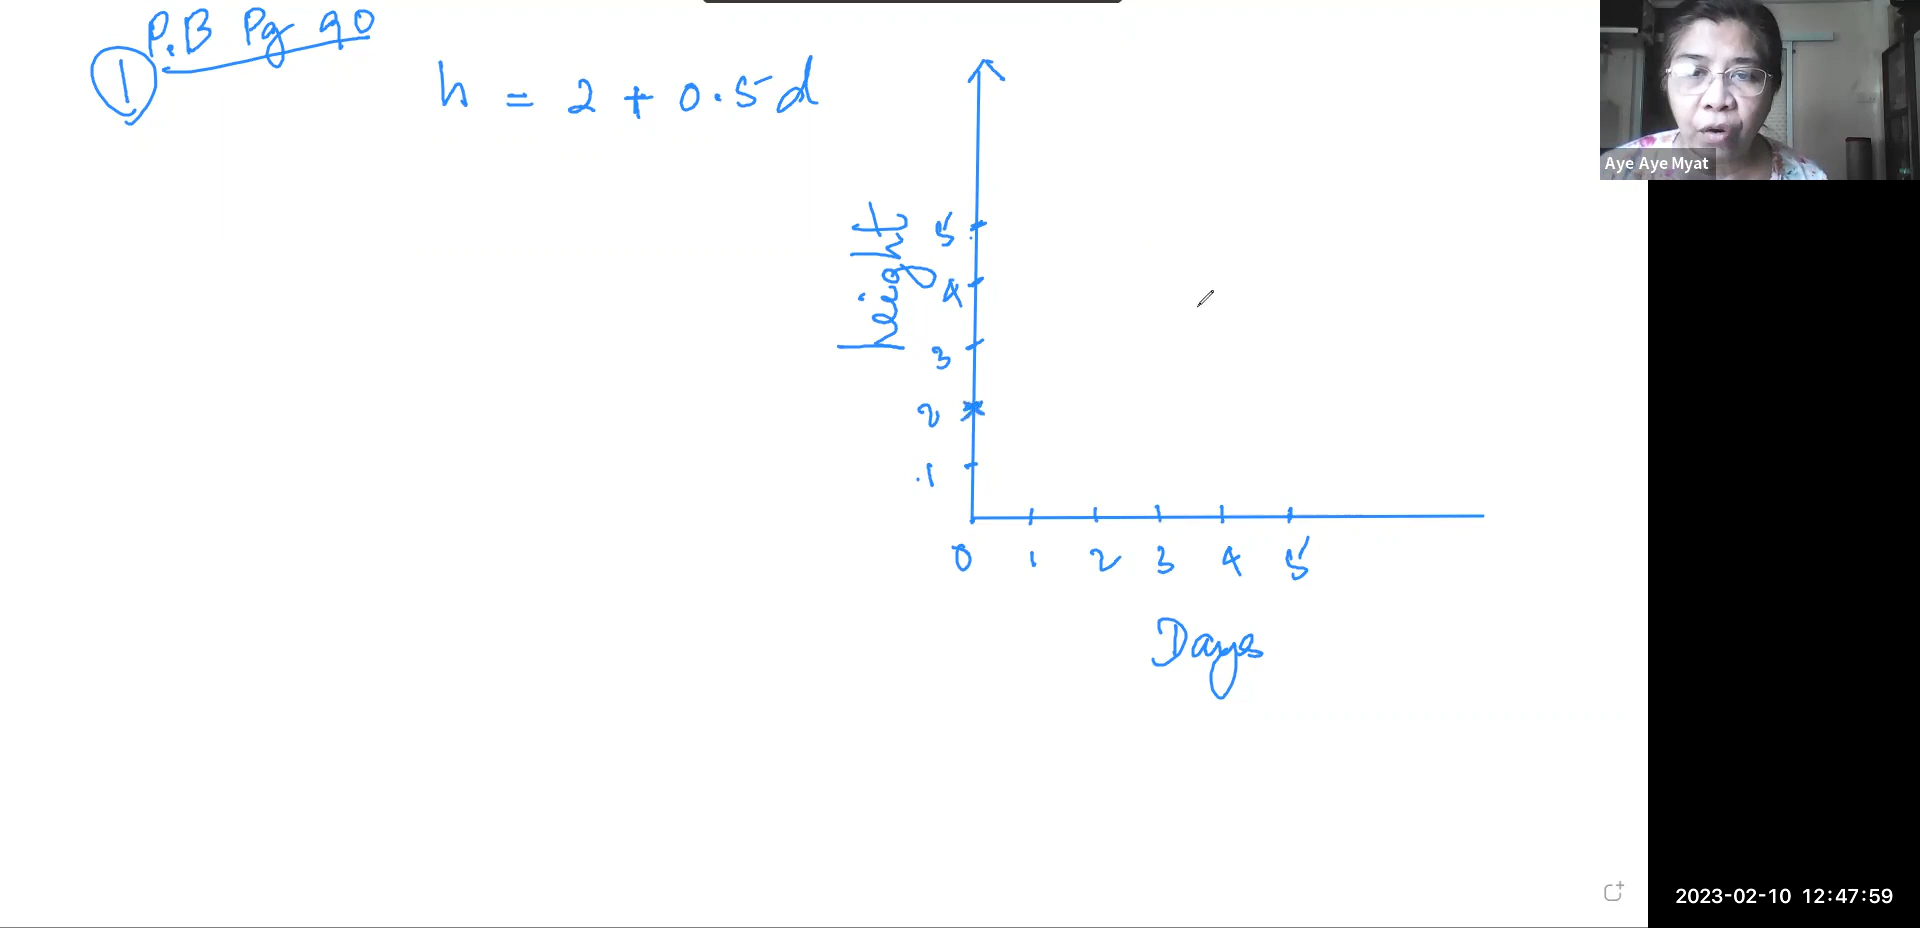 P.B Pg 90
1
h = 2 + 0.5d
height
5
4
3
2
.1
0 1 2 3 4 5
Days
Aye Aye Myat
2023-02-10 12:47:59